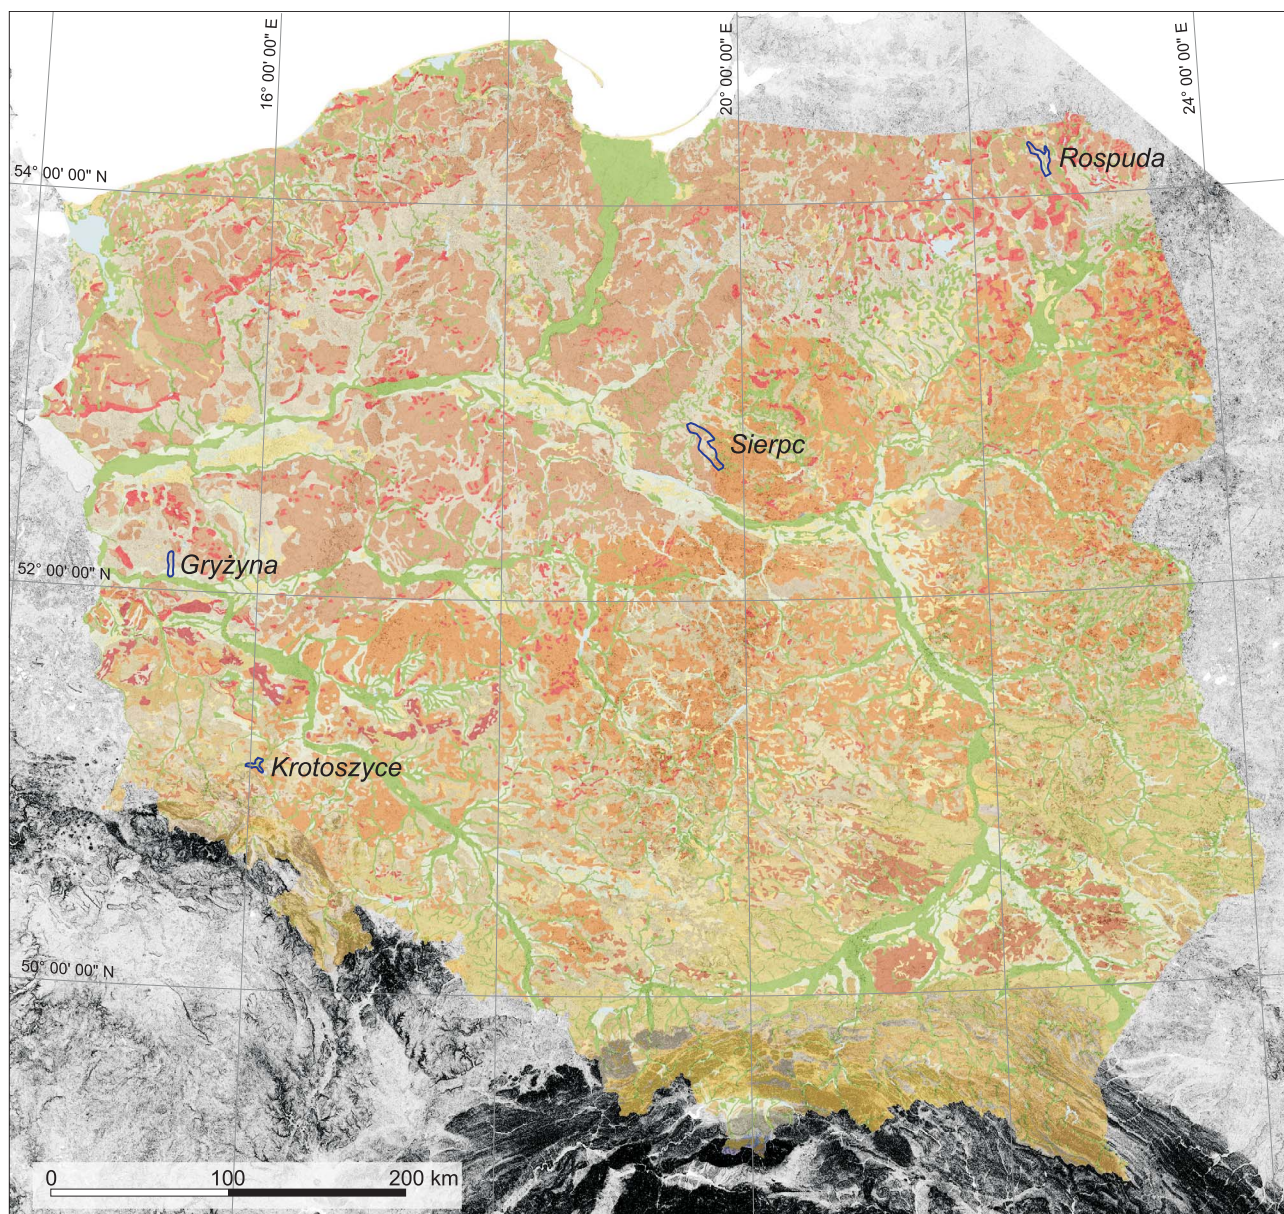 16° 00' 00" E
20° 00' 00" E
24° 00' 00" E
54° 00' 00" N
Rospuda
Sierpc
Gryżyna
52° 00' 00" N
Krotoszyce
50° 00' 00" N
0 100 200 km